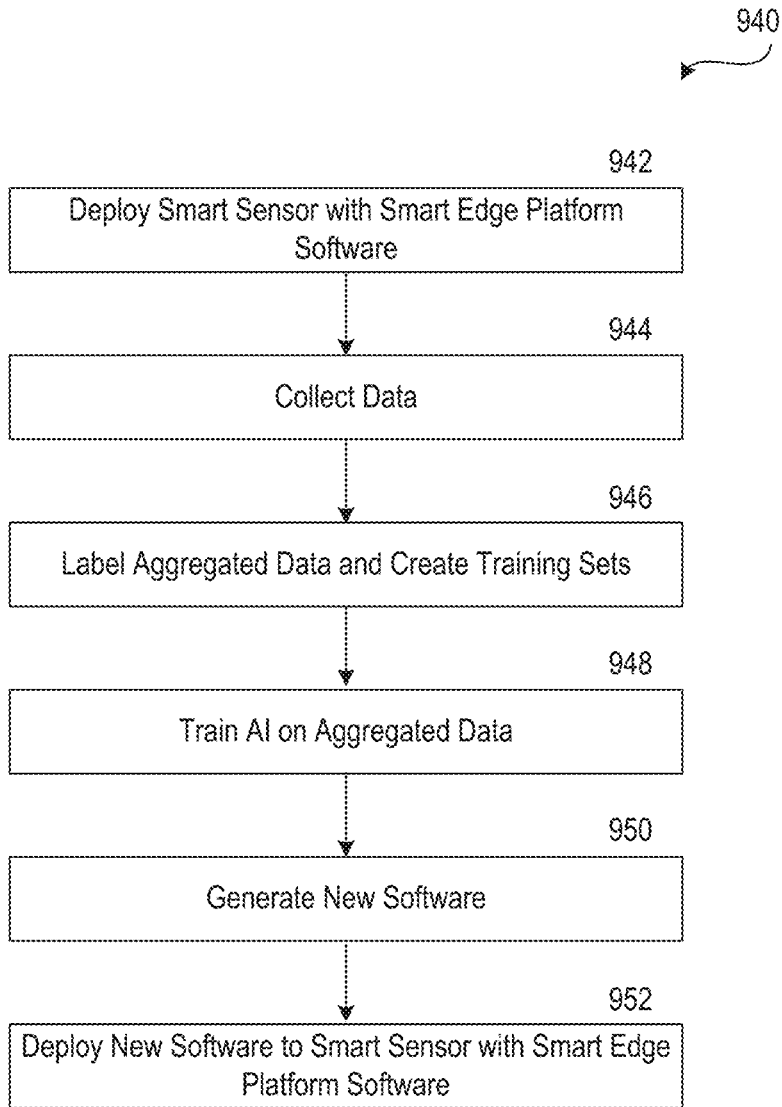 940
942
Deploy Smart Sensor with Smart Edge Platform
Software
944
Collect Data
946
Label Aggregated Data and Create Training Sets
948
Train AI on Aggregated Data
950
Generate New Software
952
Deploy New Software to Smart Sensor with Smart Edge
Platform Software